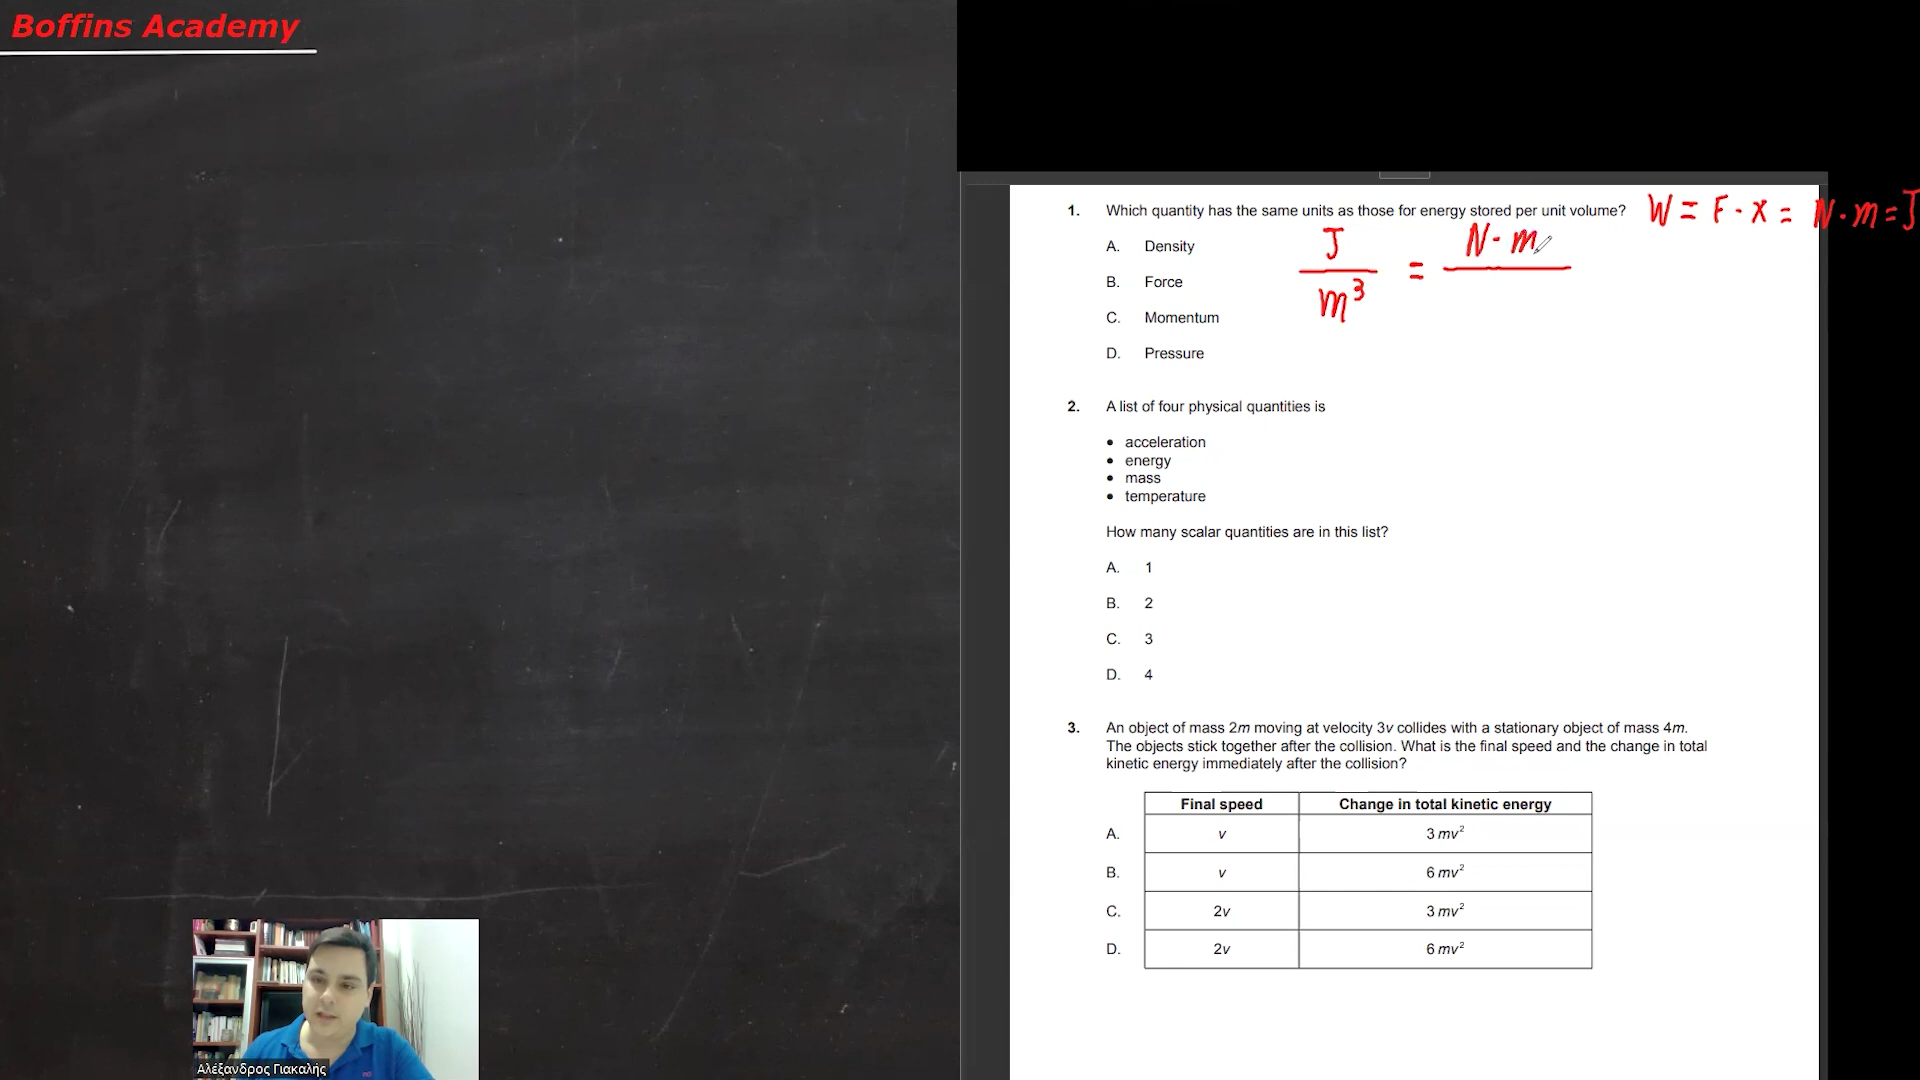 Boffins Academy
1. Which quantity has the same units as those for energy stored per unit volume? W = F · x = N · m = J
A. Density
B. Force
C. Momentum
D. Pressure
J
m³
=
N · m
2. A list of four physical quantities is
• acceleration
• energy
• mass
• temperature
How many scalar quantities are in this list?
A. 1
B. 2
C. 3
D. 4
3. An object of mass 2m moving at velocity 3v collides with a stationary object of mass 4m.
The objects stick together after the collision. What is the final speed and the change in total
kinetic energy immediately after the collision?
Final speed Change in total kinetic energy
A. v 3 mv²
B. v 6 mv²
C. 2v 3 mv²
D. 2v 6 mv²
Αλέξανδρος Γιακαλής